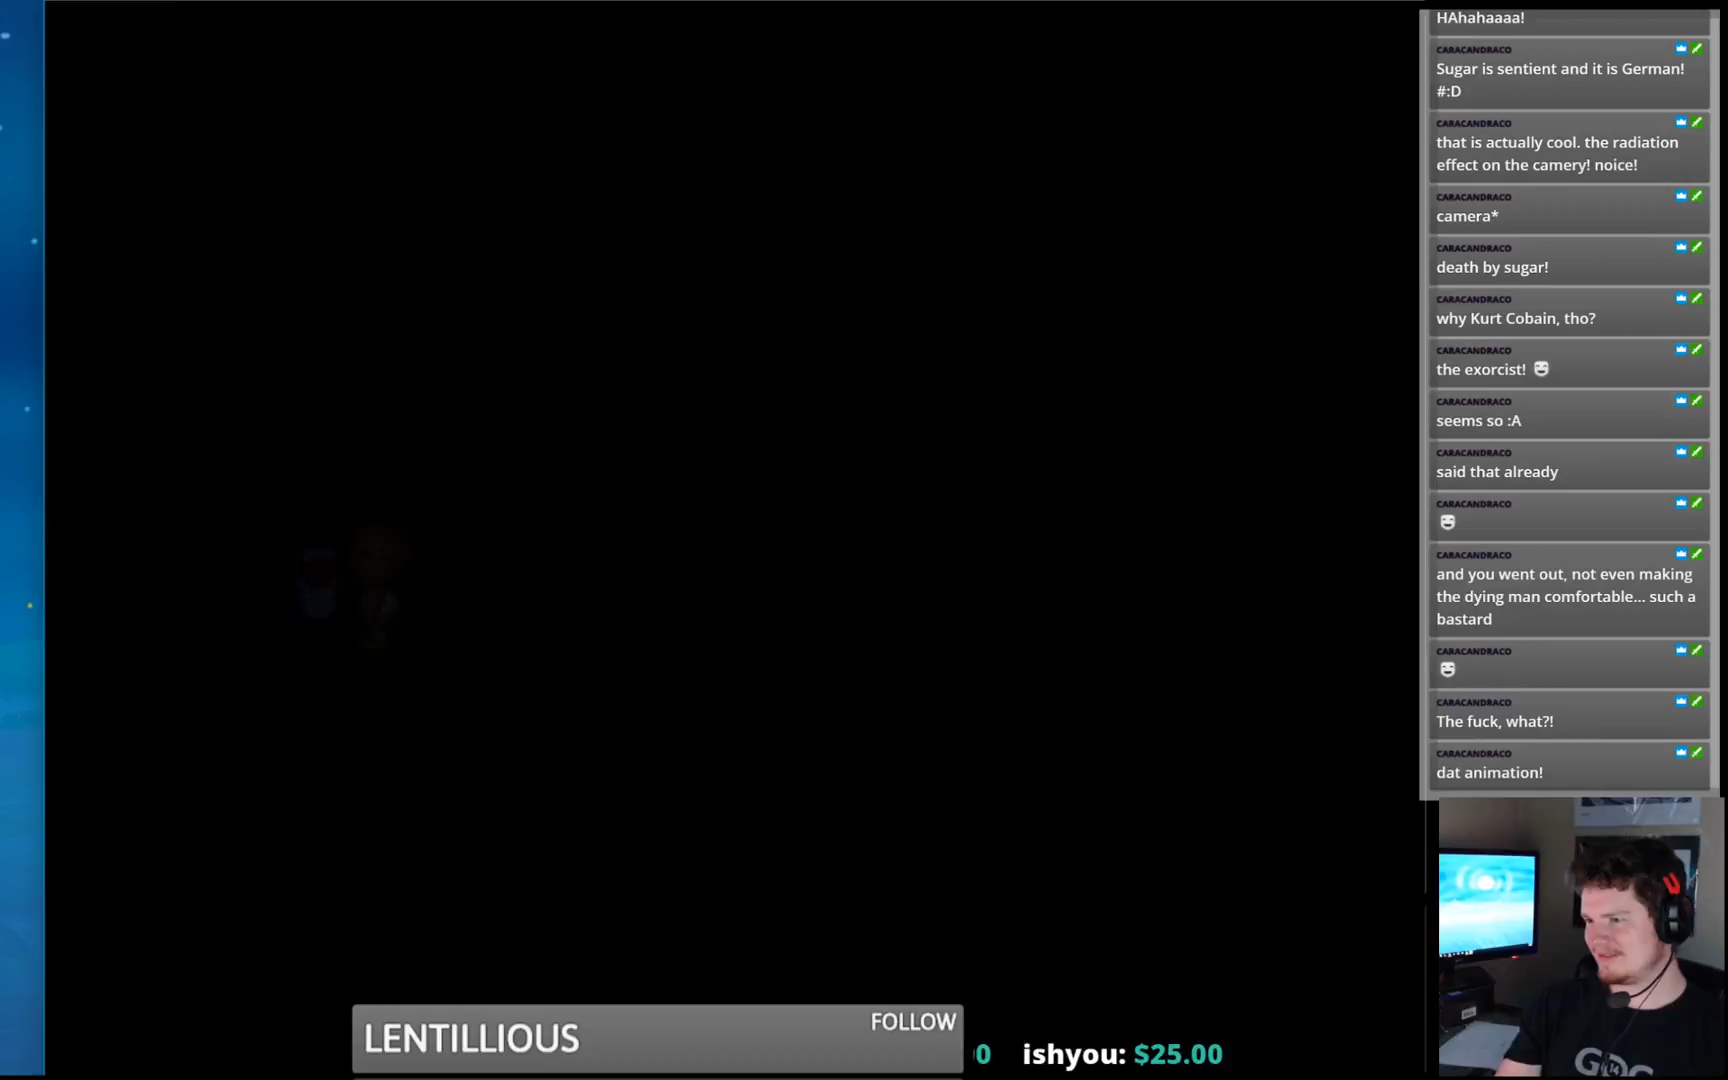 HAhahaaaa!
CARACANDRACO
Sugar is sentient and it is German!
#:D
CARACANDRACO
that is actually cool. the radiation
effect on the camery! noice!
CARACANDRACO
camera*
CARACANDRACO
death by sugar!
CARACANDRACO
why Kurt Cobain, tho?
CARACANDRACO
the exorcist!
CARACANDRACO
seems so :A
CARACANDRACO
said that already
CARACANDRACO
CARACANDRACO
and you went out, not even making
the dying man comfortable... such a
bastard
CARACANDRACO
CARACANDRACO
The fuck, what?!
CARACANDRACO
dat animation!
LENTILLIOUS
FOLLOW
0 ishyou: $25.00
GDC
14